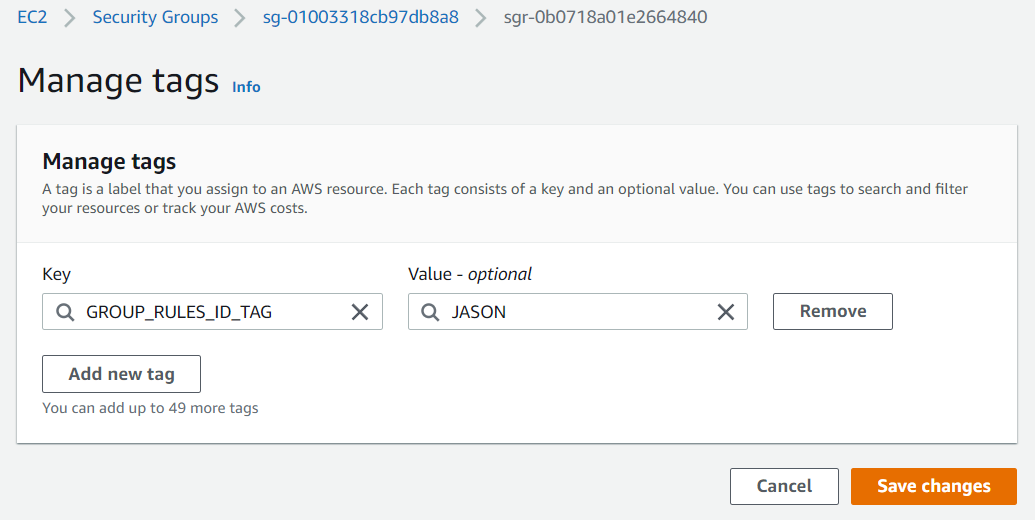 EC2 > Security Groups > sg-01003318cb97db8a8 > sgr-0b0718a01e2664840
Manage tags Info
Manage tags
A tag is a label that you assign to an AWS resource. Each tag consists of a key and an optional value. You can use tags to search and filter
your resources or track your AWS costs.
Key Value - optional
GROUP_RULES_ID_TAG JASON Remove
Add new tag
You can add up to 49 more tags
Cancel Save changes